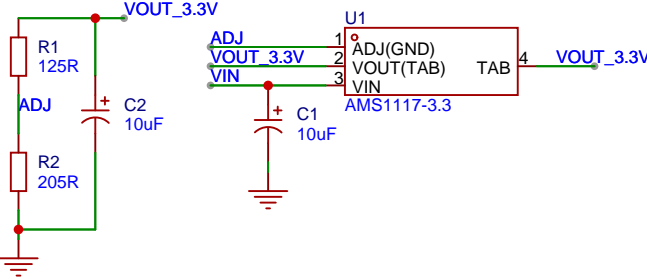 VOUT_3.3V
R1
125R
ADJ
C2
10uF
R2
205R
U1
ADJ
1
ADJ(GND)
VOUT_3.3V
2
VOUT(TAB)
TAB
4
VOUT_3.3V
VIN
3
VIN
AMS1117-3.3
C1
10uF